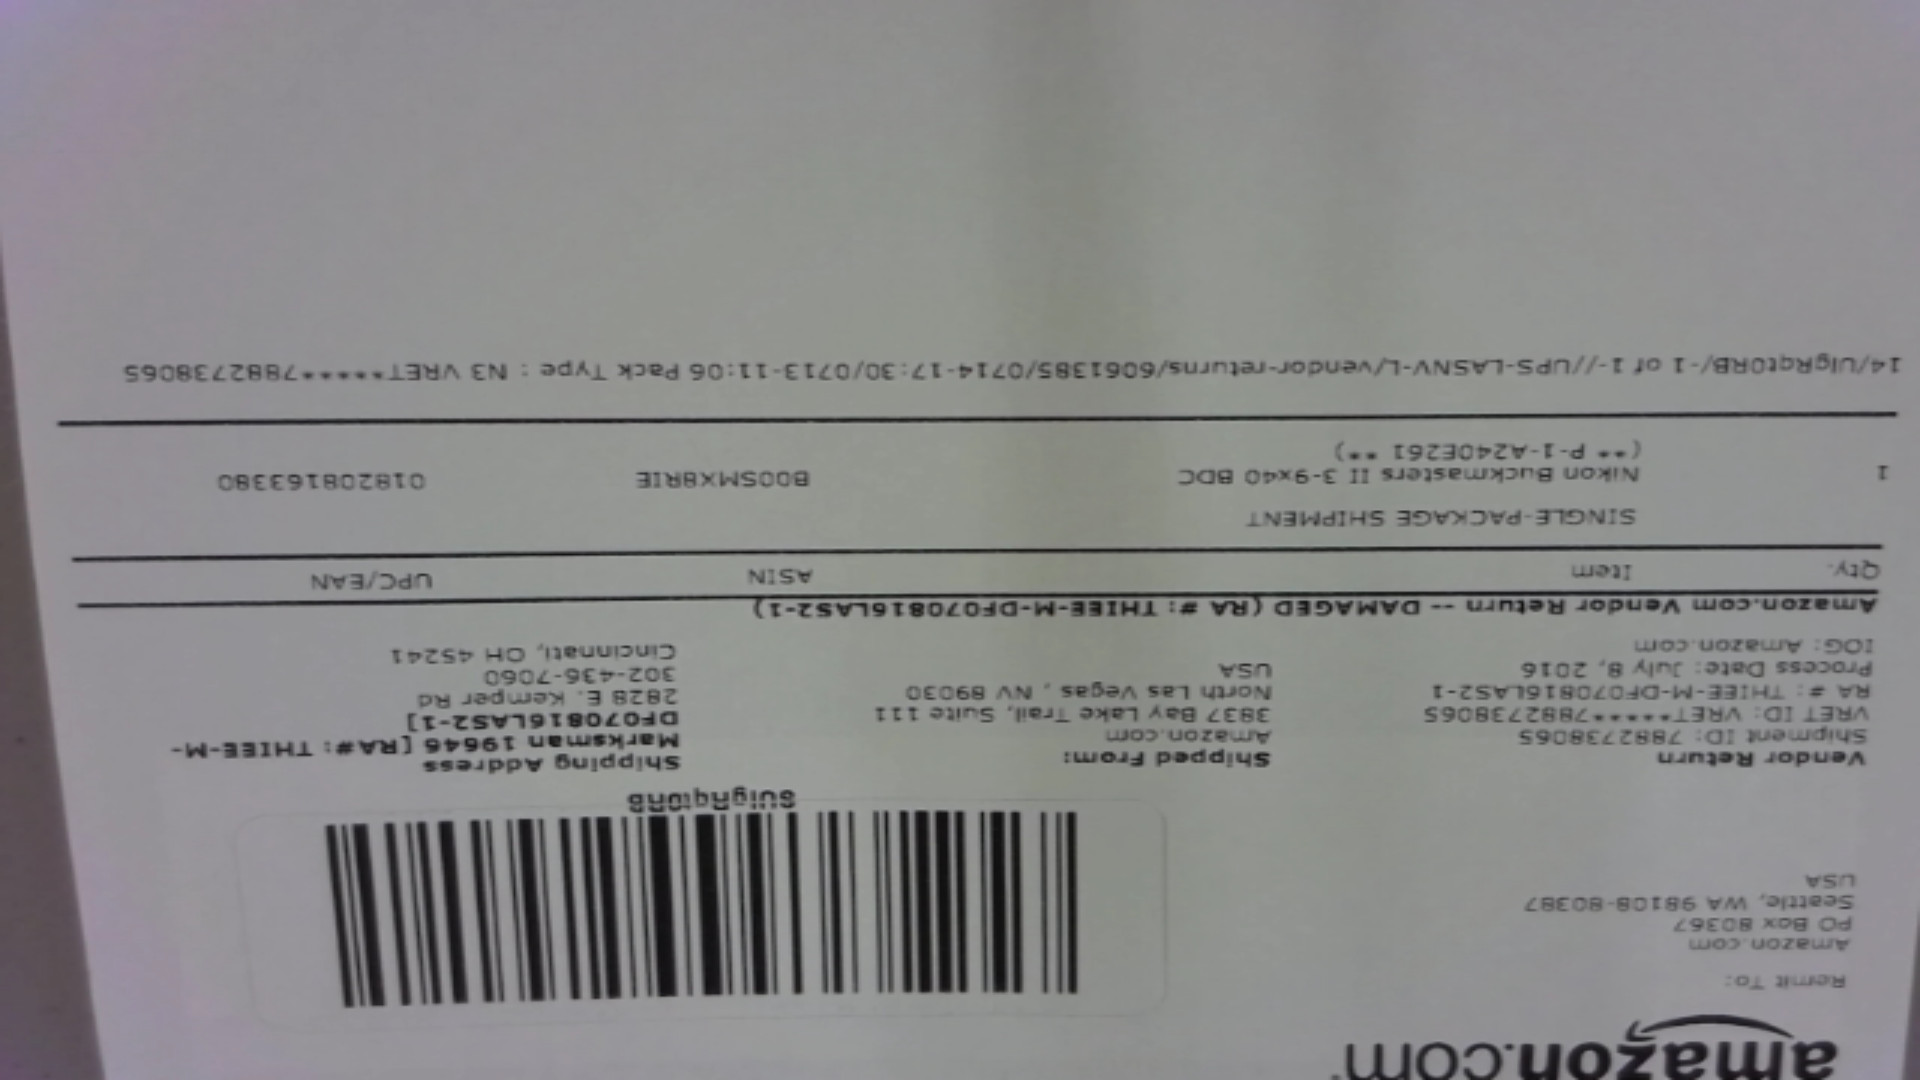 amazon.com
Remit To:
Amazon.com
PO Box 80367
Seattle, WA 98108-80387
USA
Vendor Return
Shipment ID: 7882738065
VRET ID: VRET*****7882738065
RA #: THIEE-M-DF070816LAS2-1
Process Date: July 8, 2016
IOG: Amazon.com
Shipped From:
Amazon.com
3837 Bay Lake Trail, Suite 111
North Las Vegas , NV 89030
USA
Shipping Address
Marksman 19646 [RA#: THIEE-M-
DF070816LAS2-1]
2828 E. Kemper Rd
302-436-7060
Cincinnati, OH 45241
Amazon.com Vendor Return -- DAMAGED (RA #: THIEE-M-DF070816LAS2-1)
Qty. Item ASIN UPC/EAN
SINGLE-PACKAGE SHIPMENT
1 Nikon Buckmasters II 3-9x40 BDC B00SMX8RIE 018208163380
(** P-1-A240E261 **)
14/UigRqt0RB/-1 of 1-//UPS-LASNV-L/vendor-returns/6061385/0714-17:30/0713-11:06 Pack Type : N3 VRET*****7882738065